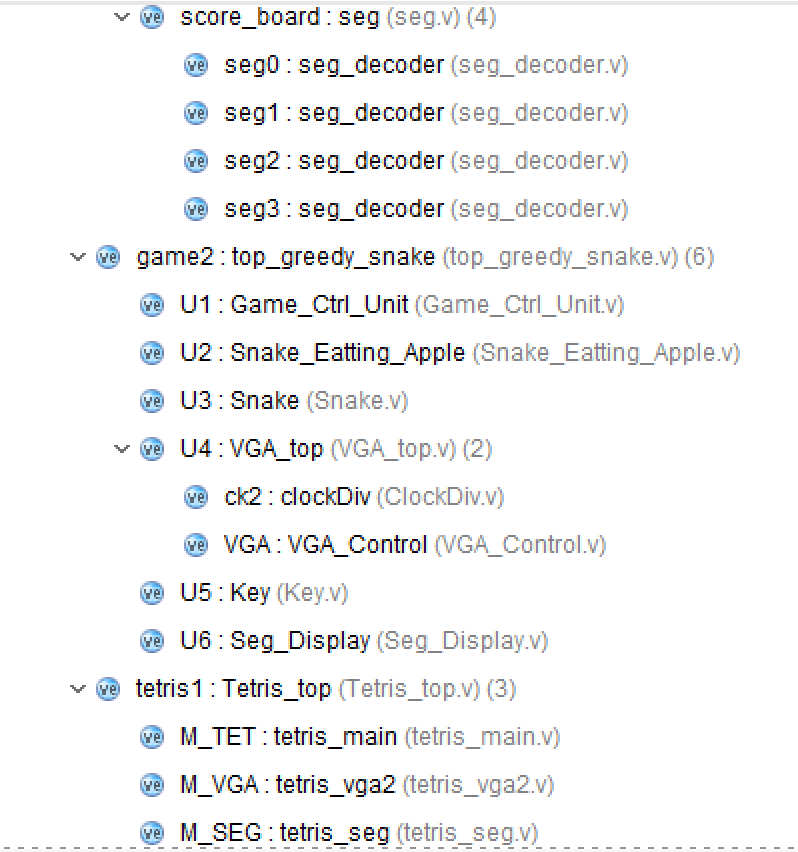 score_board : seg (seg.v) (4)
seg0 : seg_decoder (seg_decoder.v)
seg1 : seg_decoder (seg_decoder.v)
seg2 : seg_decoder (seg_decoder.v)
seg3 : seg_decoder (seg_decoder.v)
game2 : top_greedy_snake (top_greedy_snake.v) (6)
U1 : Game_Ctrl_Unit (Game_Ctrl_Unit.v)
U2 : Snake_Eatting_Apple (Snake_Eatting_Apple.v)
U3 : Snake (Snake.v)
U4 : VGA_top (VGA_top.v) (2)
ck2 : clockDiv (ClockDiv.v)
VGA : VGA_Control (VGA_Control.v)
U5 : Key (Key.v)
U6 : Seg_Display (Seg_Display.v)
tetris1 : Tetris_top (Tetris_top.v) (3)
M_TET : tetris_main (tetris_main.v)
M_VGA : tetris_vga2 (tetris_vga2.v)
M_SEG : tetris_seg (tetris_seg.v)